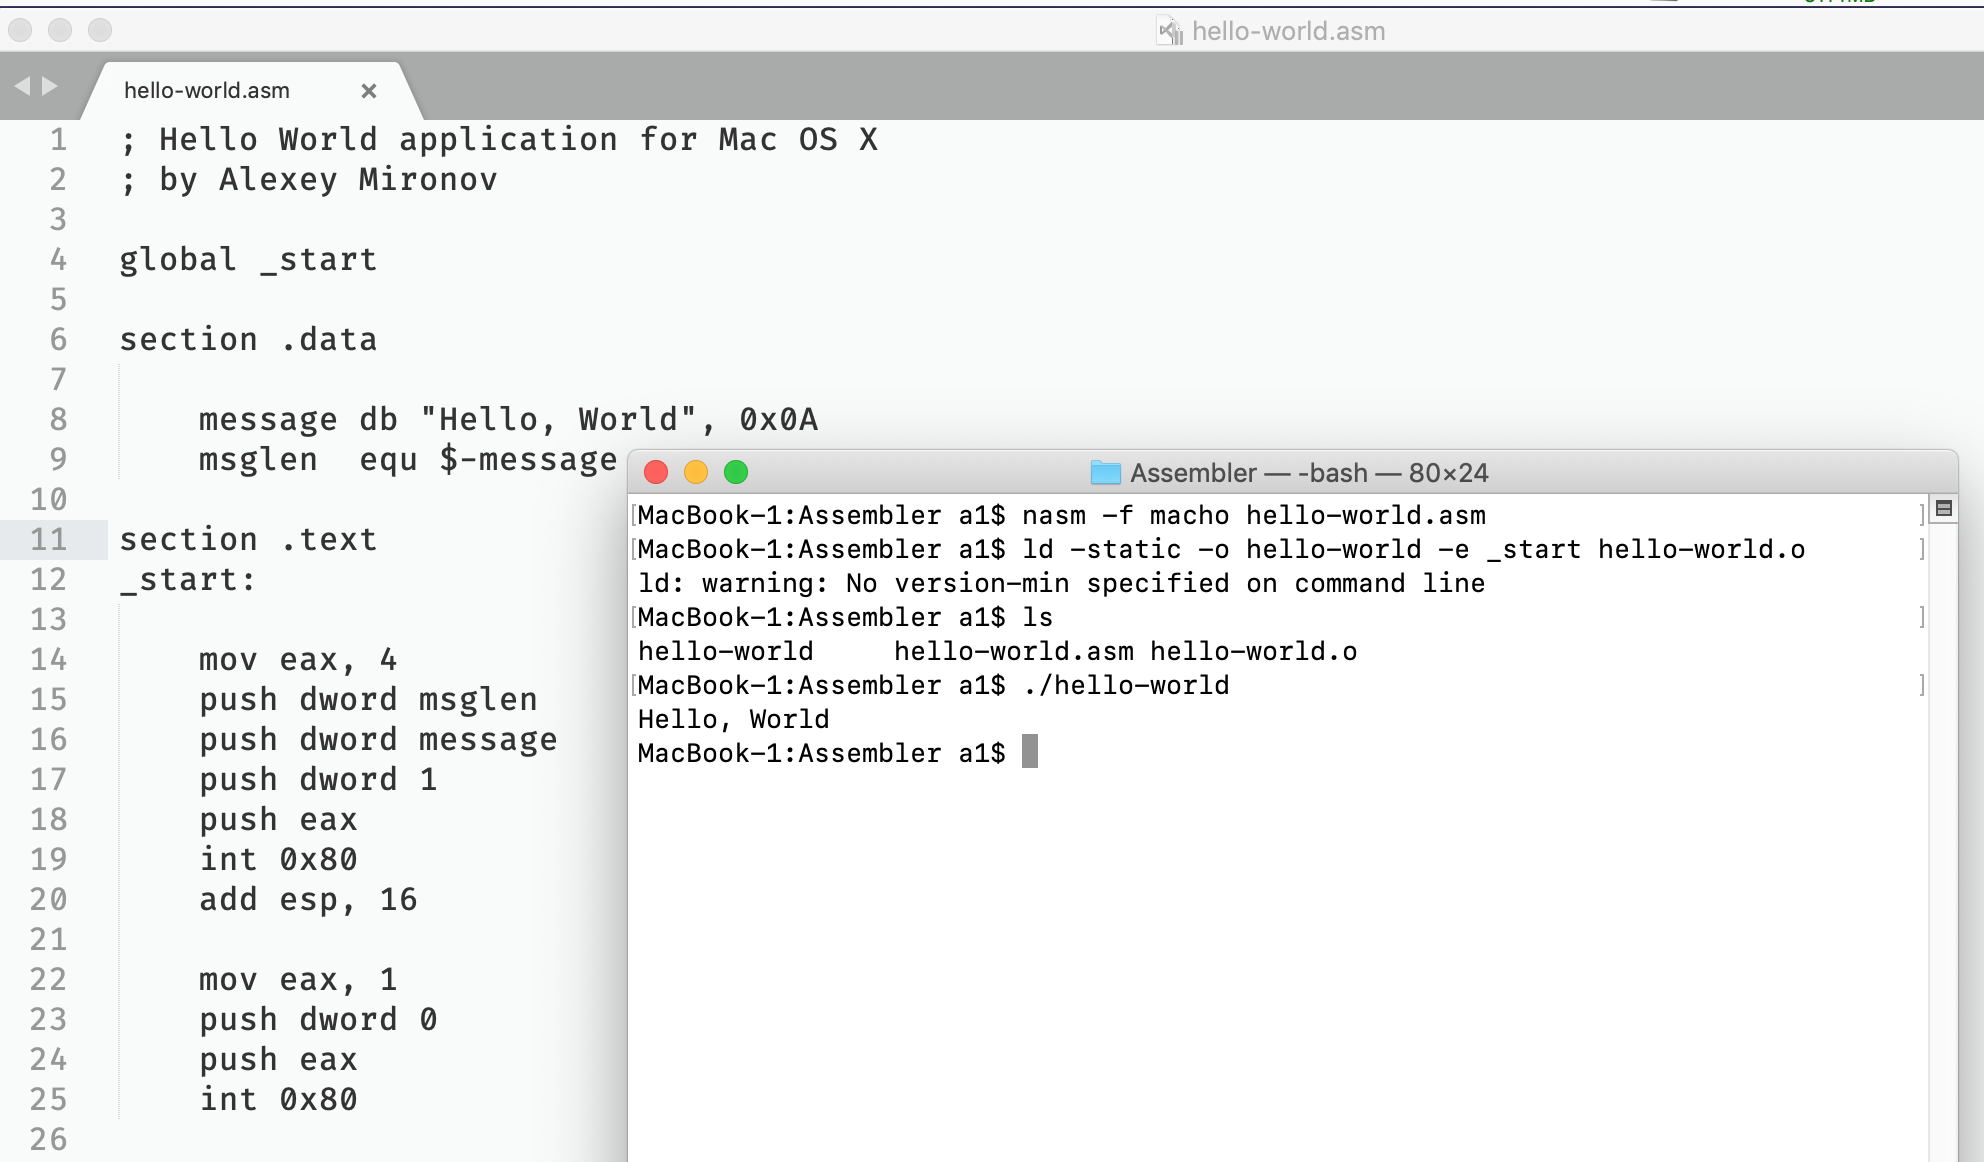 hello-world.asm
hello-world.asm ×
1 ; Hello World application for Mac OS X
2 ; by Alexey Mironov
3
4 global _start
5
6 section .data
7
8 message db "Hello, World", 0x0A
9 msglen equ $-message
10
11 section .text
12 _start:
13
14 mov eax, 4
15 push dword msglen
16 push dword message
17 push dword 1
18 push eax
19 int 0x80
20 add esp, 16
21
22 mov eax, 1
23 push dword 0
24 push eax
25 int 0x80
26
Assembler — -bash — 80×24
[MacBook-1:Assembler a1$ nasm -f macho hello-world.asm ]
[MacBook-1:Assembler a1$ ld -static -o hello-world -e _start hello-world.o ]
ld: warning: No version-min specified on command line
[MacBook-1:Assembler a1$ ls ]
hello-world hello-world.asm hello-world.o
[MacBook-1:Assembler a1$ ./hello-world ]
Hello, World
MacBook-1:Assembler a1$